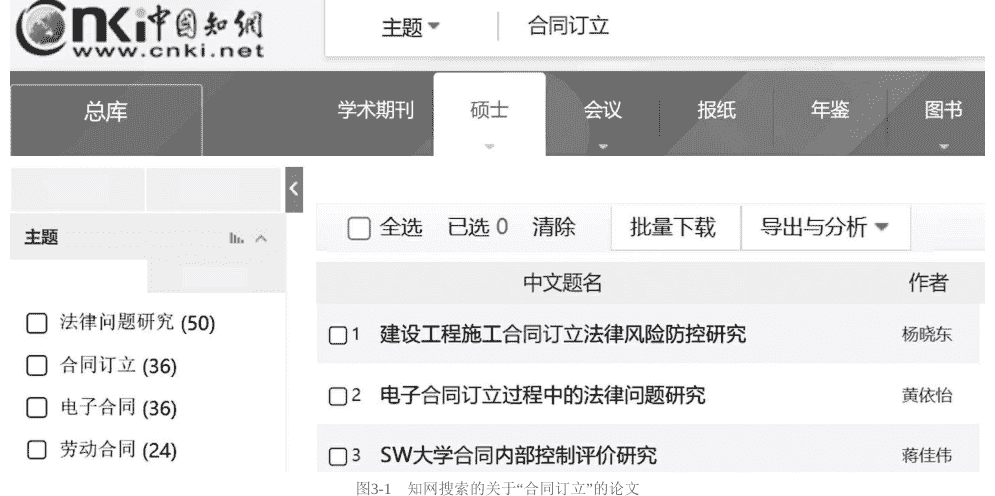 cnki中国知网
www.cnki.net
主题 合同订立
总库 学术期刊 硕士 会议 报纸 年鉴 图书
全选 已选 0 清除 批量下载 导出与分析
主题
中文题名 作者
法律问题研究 (50)
合同订立 (36)
电子合同 (36)
劳动合同 (24)
1 建设工程施工合同订立法律风险防控研究 杨晓东
2 电子合同订立过程中的法律问题研究 黄依怡
3 SW大学合同内部控制评价研究 蒋佳伟
图3-1 知网搜索的关于“合同订立”的论文